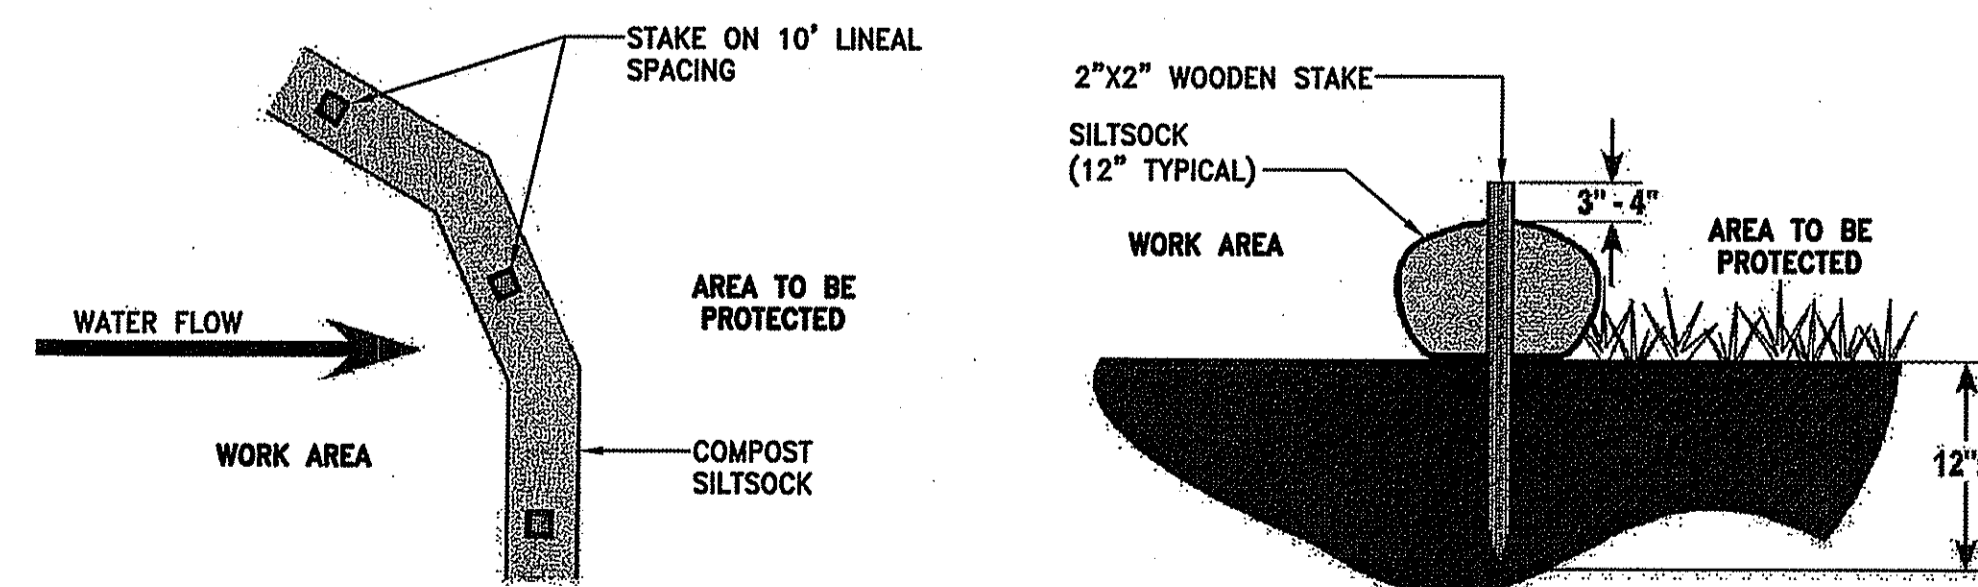 STAKE ON 10' LINEAL
SPACING
WATER FLOW
AREA TO BE
PROTECTED
WORK AREA
COMPOST
SILTSOCK
2"X2" WOODEN STAKE
SILTSOCK
(12" TYPICAL)
3" - 4"
WORK AREA
AREA TO BE
PROTECTED
12"